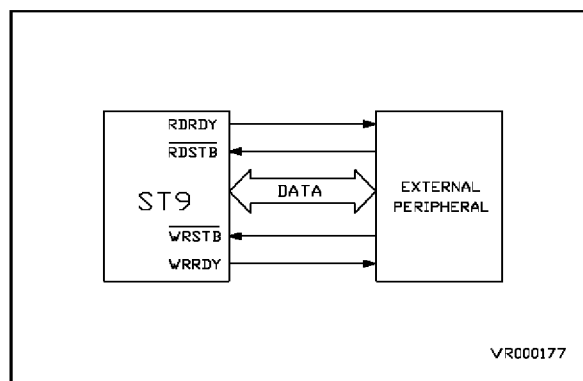 RDRDY
RDSTB
DATA
ST9
EXTERNAL
PERIPHERAL
WRSTB
WRRDY
VR000177